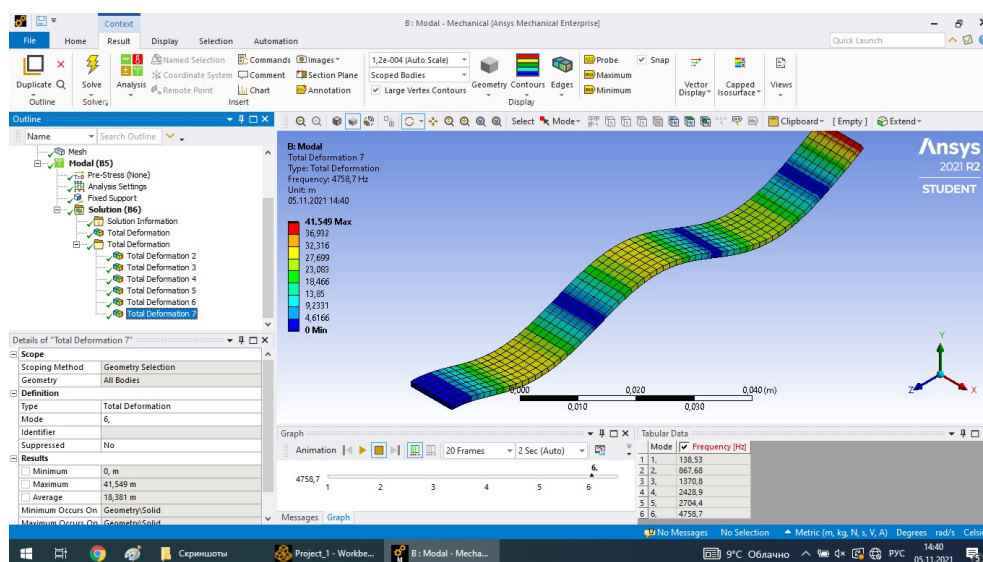 Context
B : Modal - Mechanical [Ansys Mechanical Enterprise]
File Home Result Display Selection Automation
Quick Launch
Duplicate
Outline
Solve
Solver
Analysis
Named Selection
Coordinate System
Remote Point
Commands
Comment
Chart
Images
Section Plane
Annotation
Insert
1,2e-004 (Auto Scale)
Scoped Bodies
Large Vertex Contours
Geometry Contours Edges
Display
Probe
Maximum
Minimum
Snap
Vector Display
Capped Isosurface
Views
Outline
Name Search Outline
Select Mode
Clipboard [ Empty ] Extend
Mesh
Modal (B5)
Pre-Stress (None)
Analysis Settings
Fixed Support
Solution (B6)
Solution Information
Total Deformation
Total Deformation
Total Deformation 2
Total Deformation 3
Total Deformation 4
Total Deformation 5
Total Deformation 6
Total Deformation 7
B: Modal
Total Deformation 7
Type: Total Deformation
Frequency: 4758,7 Hz
Unit: m
05.11.2021 14:40
41,549 Max
36,932
32,316
27,699
23,083
18,466
13,85
9,2331
4,6166
0 Min
Ansys
2021 R2
STUDENT
0,000 0,020 0,040 (m)
0,010 0,030
Y
Z X
Details of "Total Deformation 7"
Scope
Scoping Method Geometry Selection
Geometry All Bodies
Definition
Type Total Deformation
Mode 6,
Identifier
Suppressed No
Results
Minimum 0, m
Maximum 41,549 m
Average 18,381 m
Minimum Occurs On Geometry\Solid
Maximum Occurs On Geometry\Solid
Graph
Animation 20 Frames 2 Sec (Auto)
6,
4758,7
1 2 3 4 5 6
Messages Graph
Tabular Data
Mode Frequency [Hz]
1 1, 138,53
2 2, 867,68
3 3, 1370,8
4 4, 2428,9
5 5, 2704,4
6 6, 4758,7
No Messages No Selection Metric (m, kg, N, s, V, A) Degrees rad/s Celsi
Скриншоты
Project_1 - Workbe...
B : Modal - Mecha...
9°C Облачно
РУС
14:40
05.11.2021